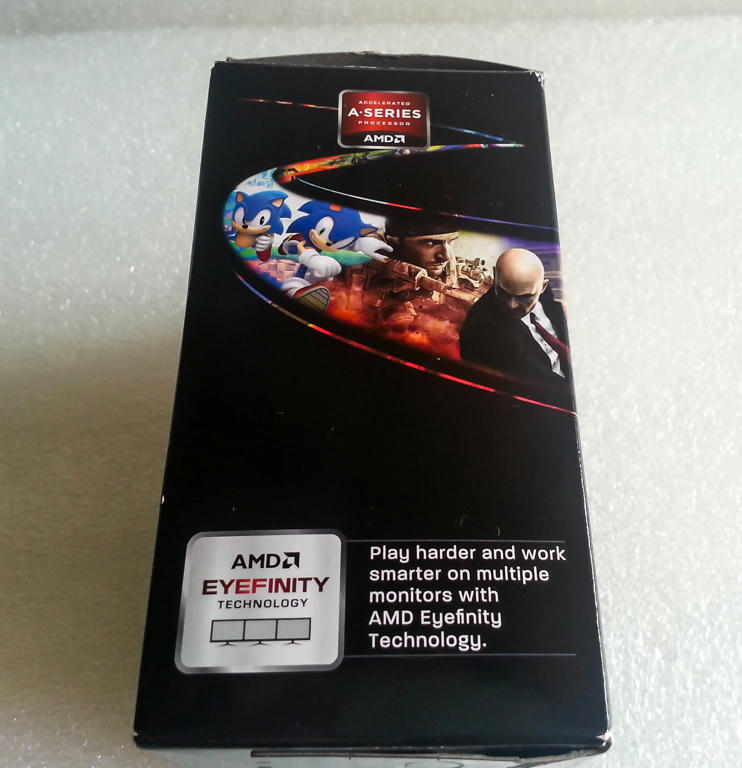 ACCELERATED
A-SERIES
PROCESSOR
AMD
AMD
EYEFINITY
TECHNOLOGY
Play harder and work
smarter on multiple
monitors with
AMD Eyefinity
Technology.